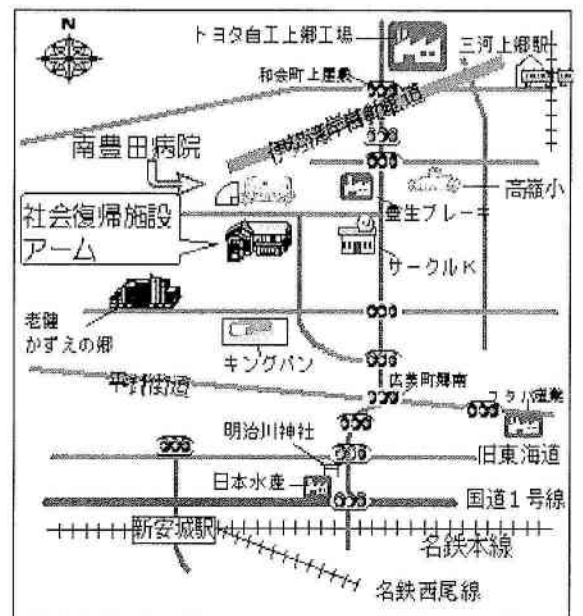 N
トヨタ自工上郷工場
三河上郷駅
和会町上屋敷
伊勢湾岸自動車道
南豊田病院
高嶺小
豊生ブレーキ
社会復帰施設
アーム
サークルK
老健
かずえの郷
キングパン
広美町郷南
平針街道
フタバ産業
明治川神社
旧東海道
日本水産
国道1号線
新安城駅
名鉄本線
名鉄西尾線